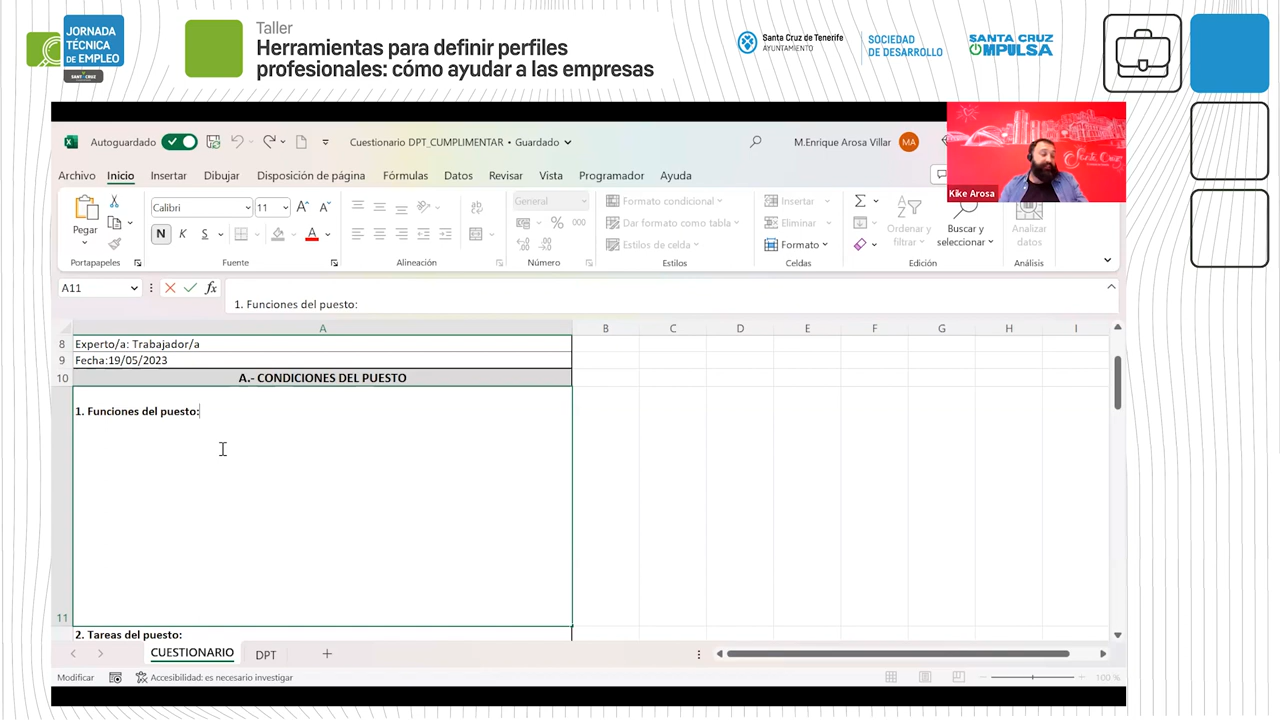 JORNADA
TÉCNICA
DE EMPLEO
Taller
Herramientas para definir perfiles
profesionales: cómo ayudar a las empresas
Santa Cruz de Tenerife
AYUNTAMIENTO
SOCIEDAD
DE DESARROLLO
SANTA CRUZ
MPULSA
Autoguardado
Cuestionario DPT_CUMPLIMENTAR • Guardado
M.Enrique Arosa Villar
MA
Kike Arosa
Archivo Inicio Insertar Dibujar Disposición de página Fórmulas Datos Revisar Vista Programador Ayuda
Pegar
Portapapeles
Calibri 11
N K S
Fuente
Alineación
General
% 000
Número
Formato condicional
Dar formato como tabla
Estilos de celda
Estilos
Insertar
Eliminar
Formato
Celdas
Ordenar y
filtrar
Buscar y
seleccionar
Edición
Analizar
datos
Análisis
A11
fx
1. Funciones del puesto:
A B C D E F G H I
8 Experto/a: Trabajador/a
9 Fecha:19/05/2023
10 A.- CONDICIONES DEL PUESTO
1. Funciones del puesto:
11
2. Tareas del puesto:
CUESTIONARIO DPT
Modificar
Accesibilidad: es necesario investigar
100 %